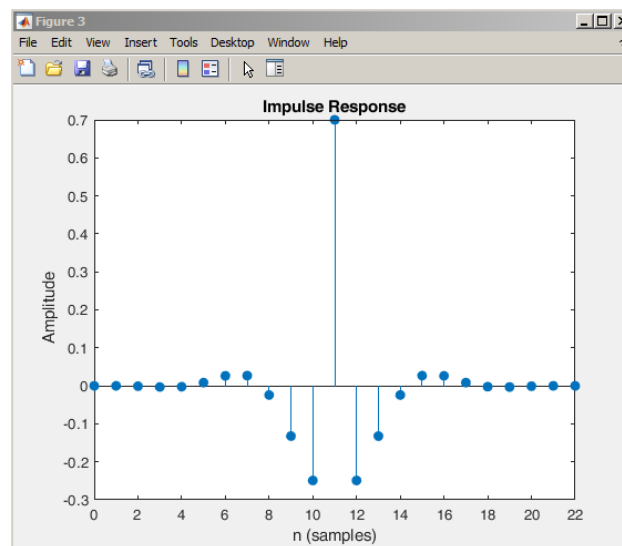 Figure 3
File Edit View Insert Tools Desktop Window Help
Impulse Response
0.7
0.6
0.5
0.4
0.3
0.2
0.1
0
-0.1
-0.2
-0.3
Amplitude
0 2 4 6 8 10 12 14 16 18 20 22
n (samples)